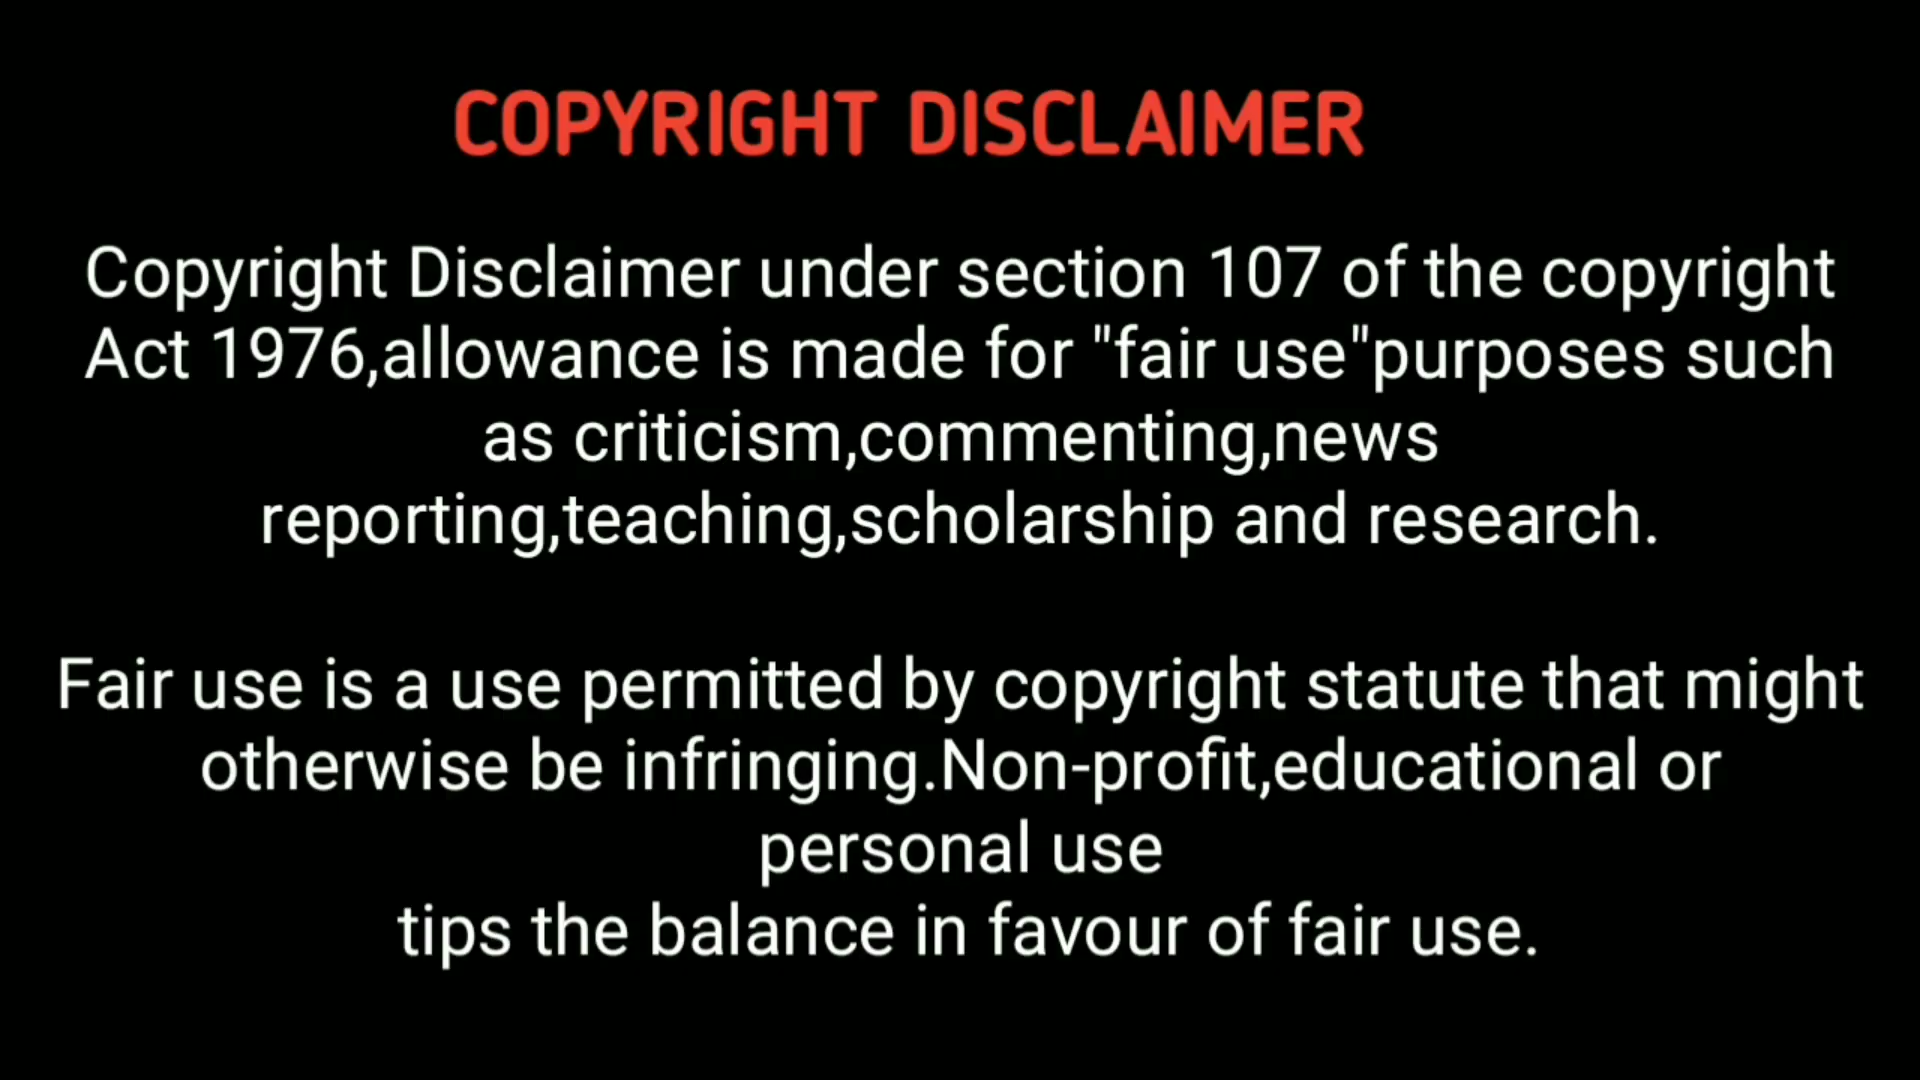 COPYRIGHT DISCLAIMER
Copyright Disclaimer under section 107 of the copyright
Act 1976,allowance is made for "fair use"purposes such
as criticism,commenting,news
reporting,teaching,scholarship and research.
Fair use is a use permitted by copyright statute that might
otherwise be infringing.Non-profit,educational or
personal use
tips the balance in favour of fair use.